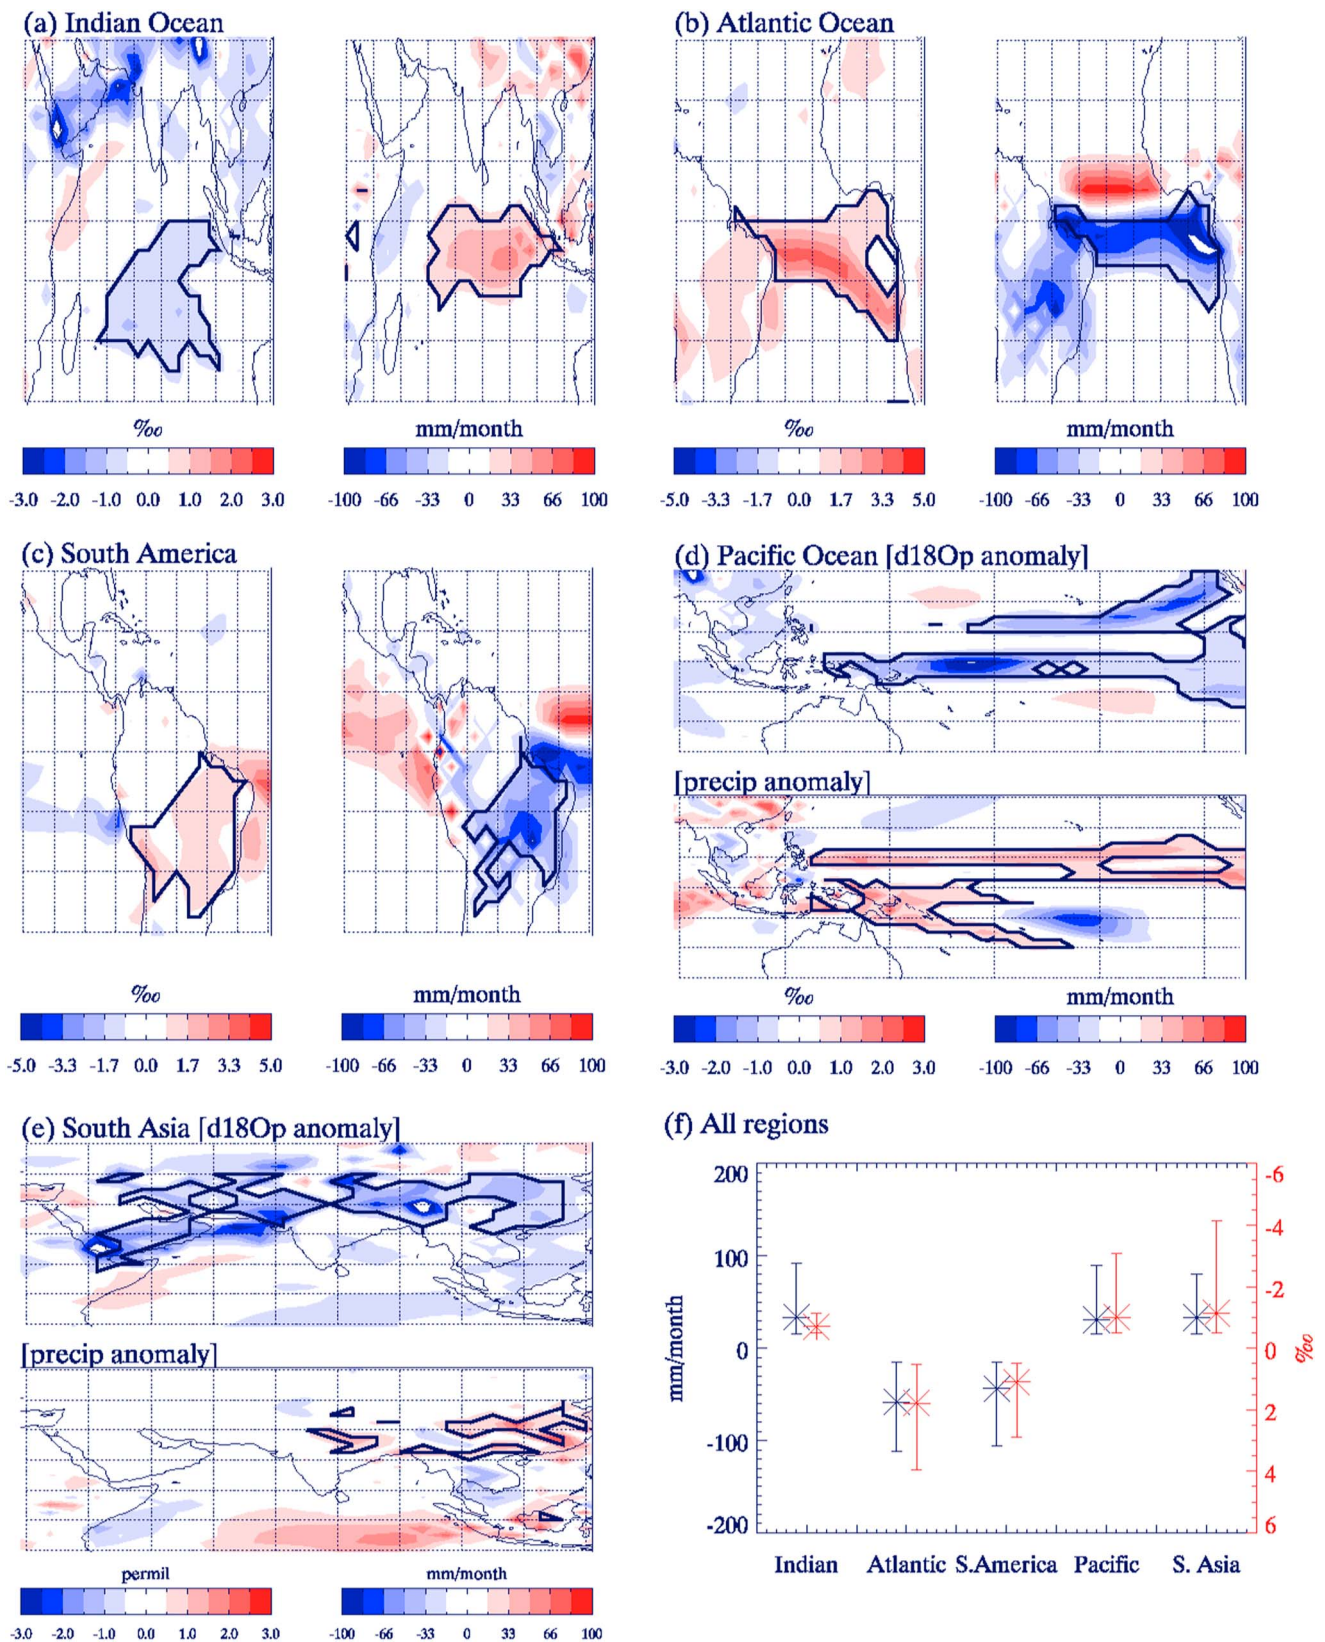 (a) Indian Ocean
(b) Atlantic Ocean
‰ mm/month ‰ mm/month
-3.0 -2.0 -1.0 0.0 1.0 2.0 3.0 -100 -66 -33 0 33 66 100 -5.0 -3.3 -1.7 0.0 1.7 3.3 5.0 -100 -66 -33 0 33 66 100
(c) South America
(d) Pacific Ocean [d18Op anomaly]
[precip anomaly]
‰ mm/month ‰ mm/month
-5.0 -3.3 -1.7 0.0 1.7 3.3 5.0 -100 -66 -33 0 33 66 100 -3.0 -2.0 -1.0 0.0 1.0 2.0 3.0 -100 -66 -33 0 33 66 100
(e) South Asia [d18Op anomaly]
[precip anomaly]
permil mm/month
-3.0 -2.0 -1.0 0.0 1.0 2.0 3.0 -100 -66 -33 0 33 66 100
(f) All regions
200 -6
-4
100
-2
0 0
2
-100
4
-200 6
mm/month
‰
Indian Atlantic S.America Pacific S. Asia